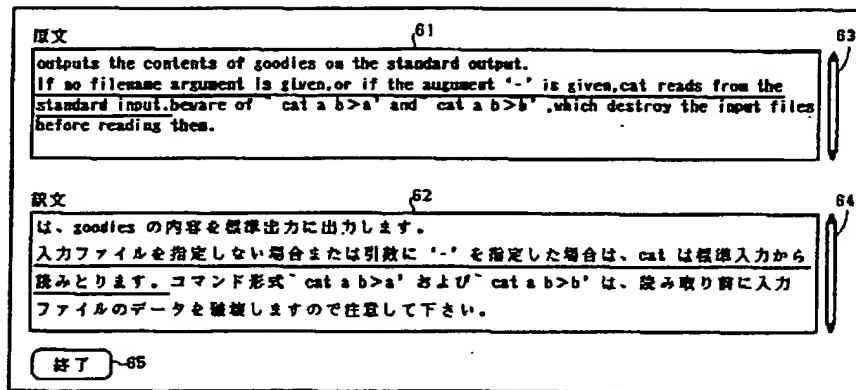 原文
61
63
outputs the contents of goodies on the standard output.
If no filename argument is given,or if the augument '-' is given,cat reads from the
standard input.beware of `cat a b>a' and `cat a b>b',which destroy the input files
before reading them.
訳文
62
64
は、goodies の内容を標準出力に出力します。
入力ファイルを指定しない場合または引数に '-' を指定した場合は、cat は標準入力から
読みとります。コマンド形式`cat a b>a' および`cat a b>b' は、読み取り前に入力
ファイルのデータを破壊しますので注意して下さい。
終了
65